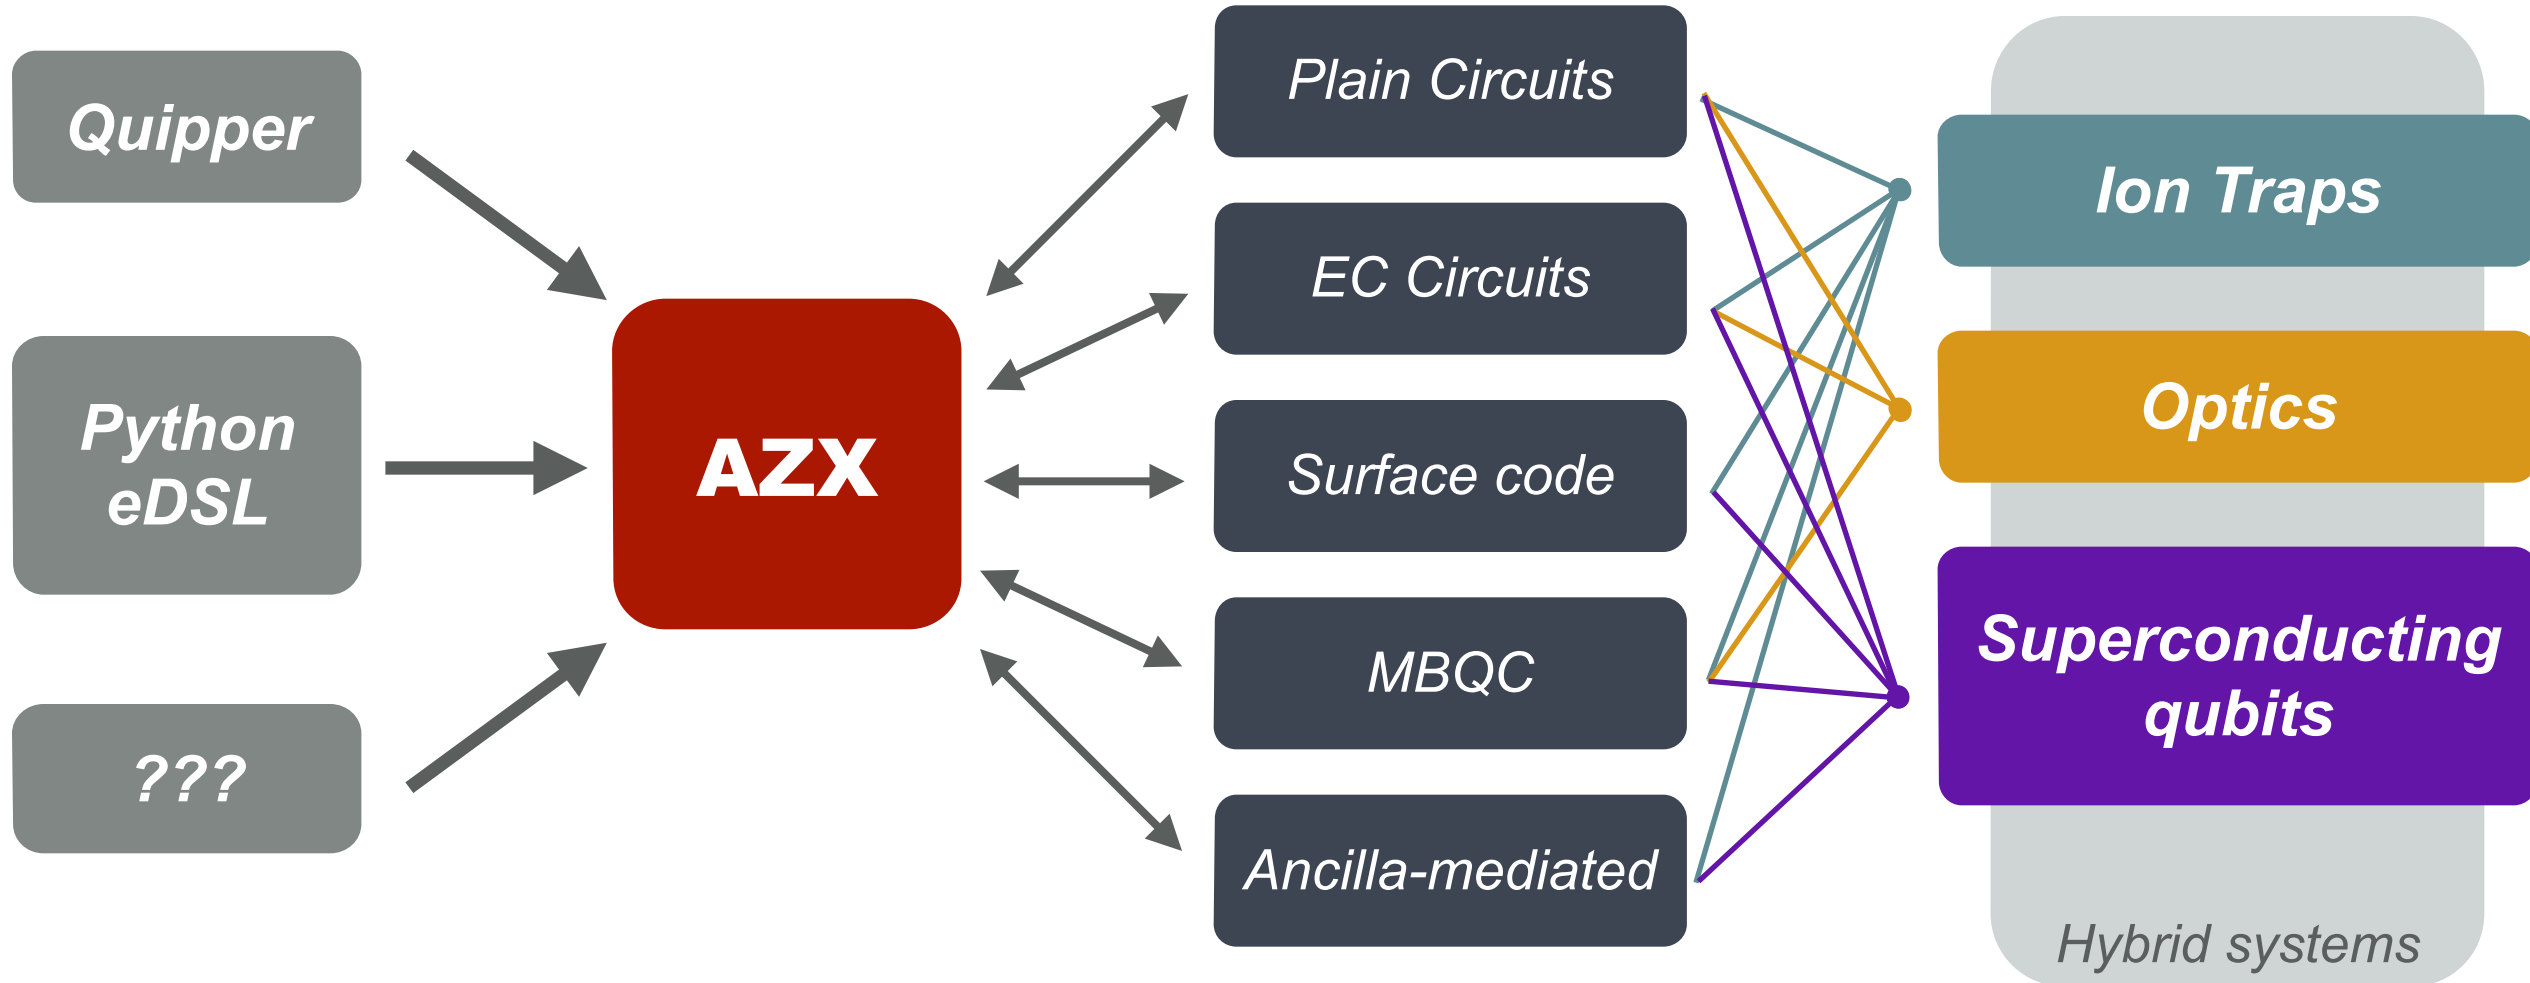 Quipper
Python
eDSL
???
AZX
Plain Circuits
EC Circuits
Surface code
MBQC
Ancilla-mediated
Ion Traps
Optics
Superconducting
qubits
Hybrid systems